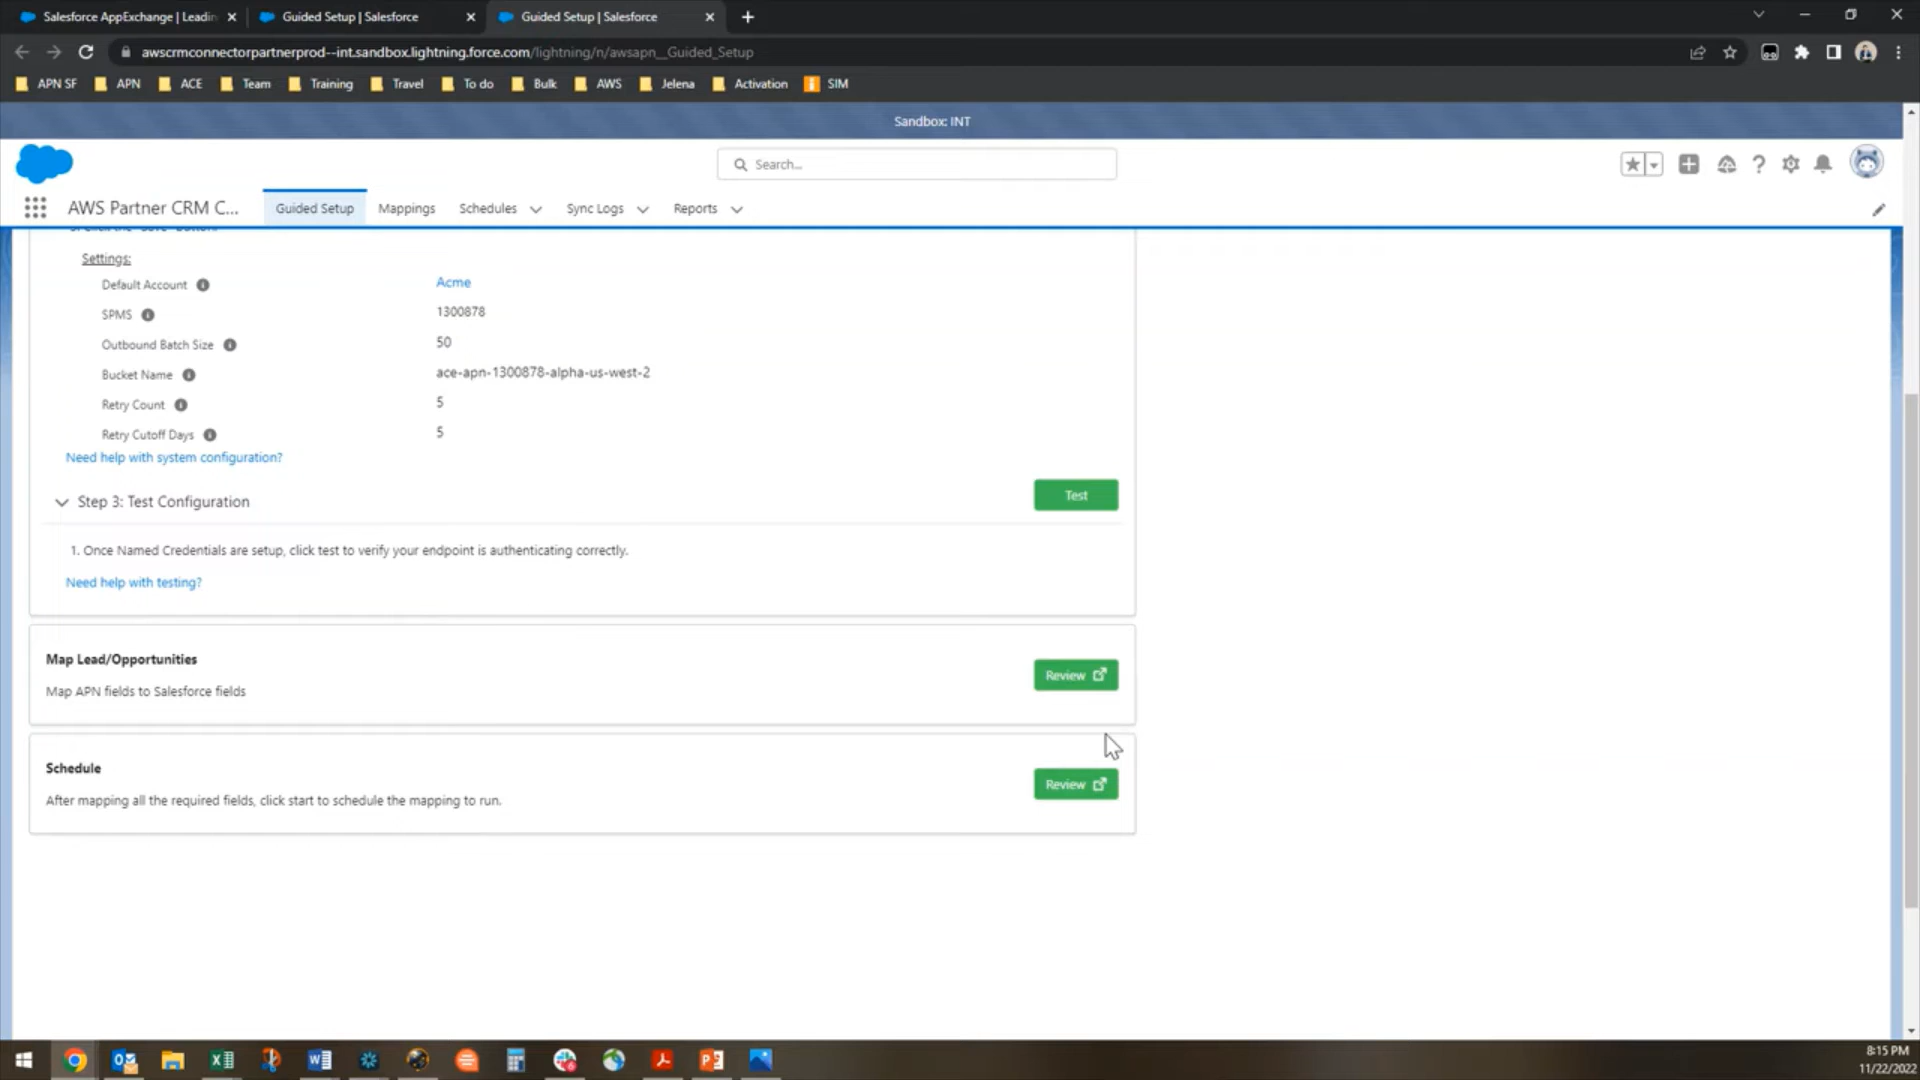 Salesforce AppExchange | Leadin
Guided Setup | Salesforce
Guided Setup | Salesforce
awscrmconnectorpartnerprod--int.sandbox.lightning.force.com/lightning/n/awsapn__Guided_Setup
APN SF
APN
ACE
Team
Training
Travel
To do
Bulk
AWS
Jelena
Activation
SIM
Sandbox: INT
Search...
AWS Partner CRM C...
Guided Setup
Mappings
Schedules
Sync Logs
Reports
Settings:
Default Account
Acme
SPMS
1300878
Outbound Batch Size
50
Bucket Name
ace-apn-1300878-alpha-us-west-2
Retry Count
5
Retry Cutoff Days
5
Need help with system configuration?
Step 3: Test Configuration
Test
1. Once Named Credentials are setup, click test to verify your endpoint is authenticating correctly.
Need help with testing?
Map Lead/Opportunities
Review
Map APN fields to Salesforce fields
Schedule
Review
After mapping all the required fields, click start to schedule the mapping to run.
8:15 PM
11/22/2022